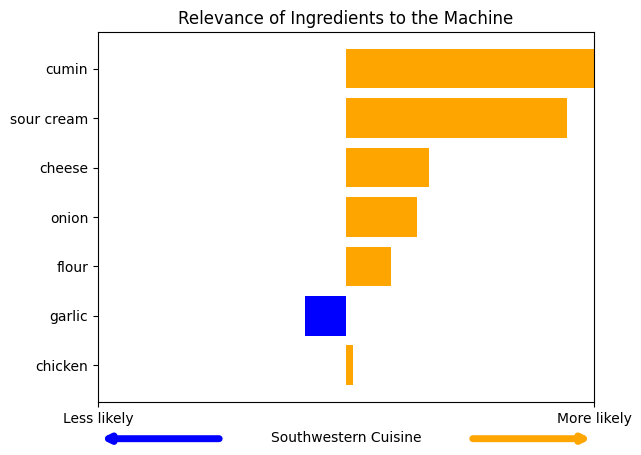 Relevance of Ingredients to the Machine
cumin
sour cream
cheese
onion
flour
garlic
chicken
Less likely
More likely
Southwestern Cuisine